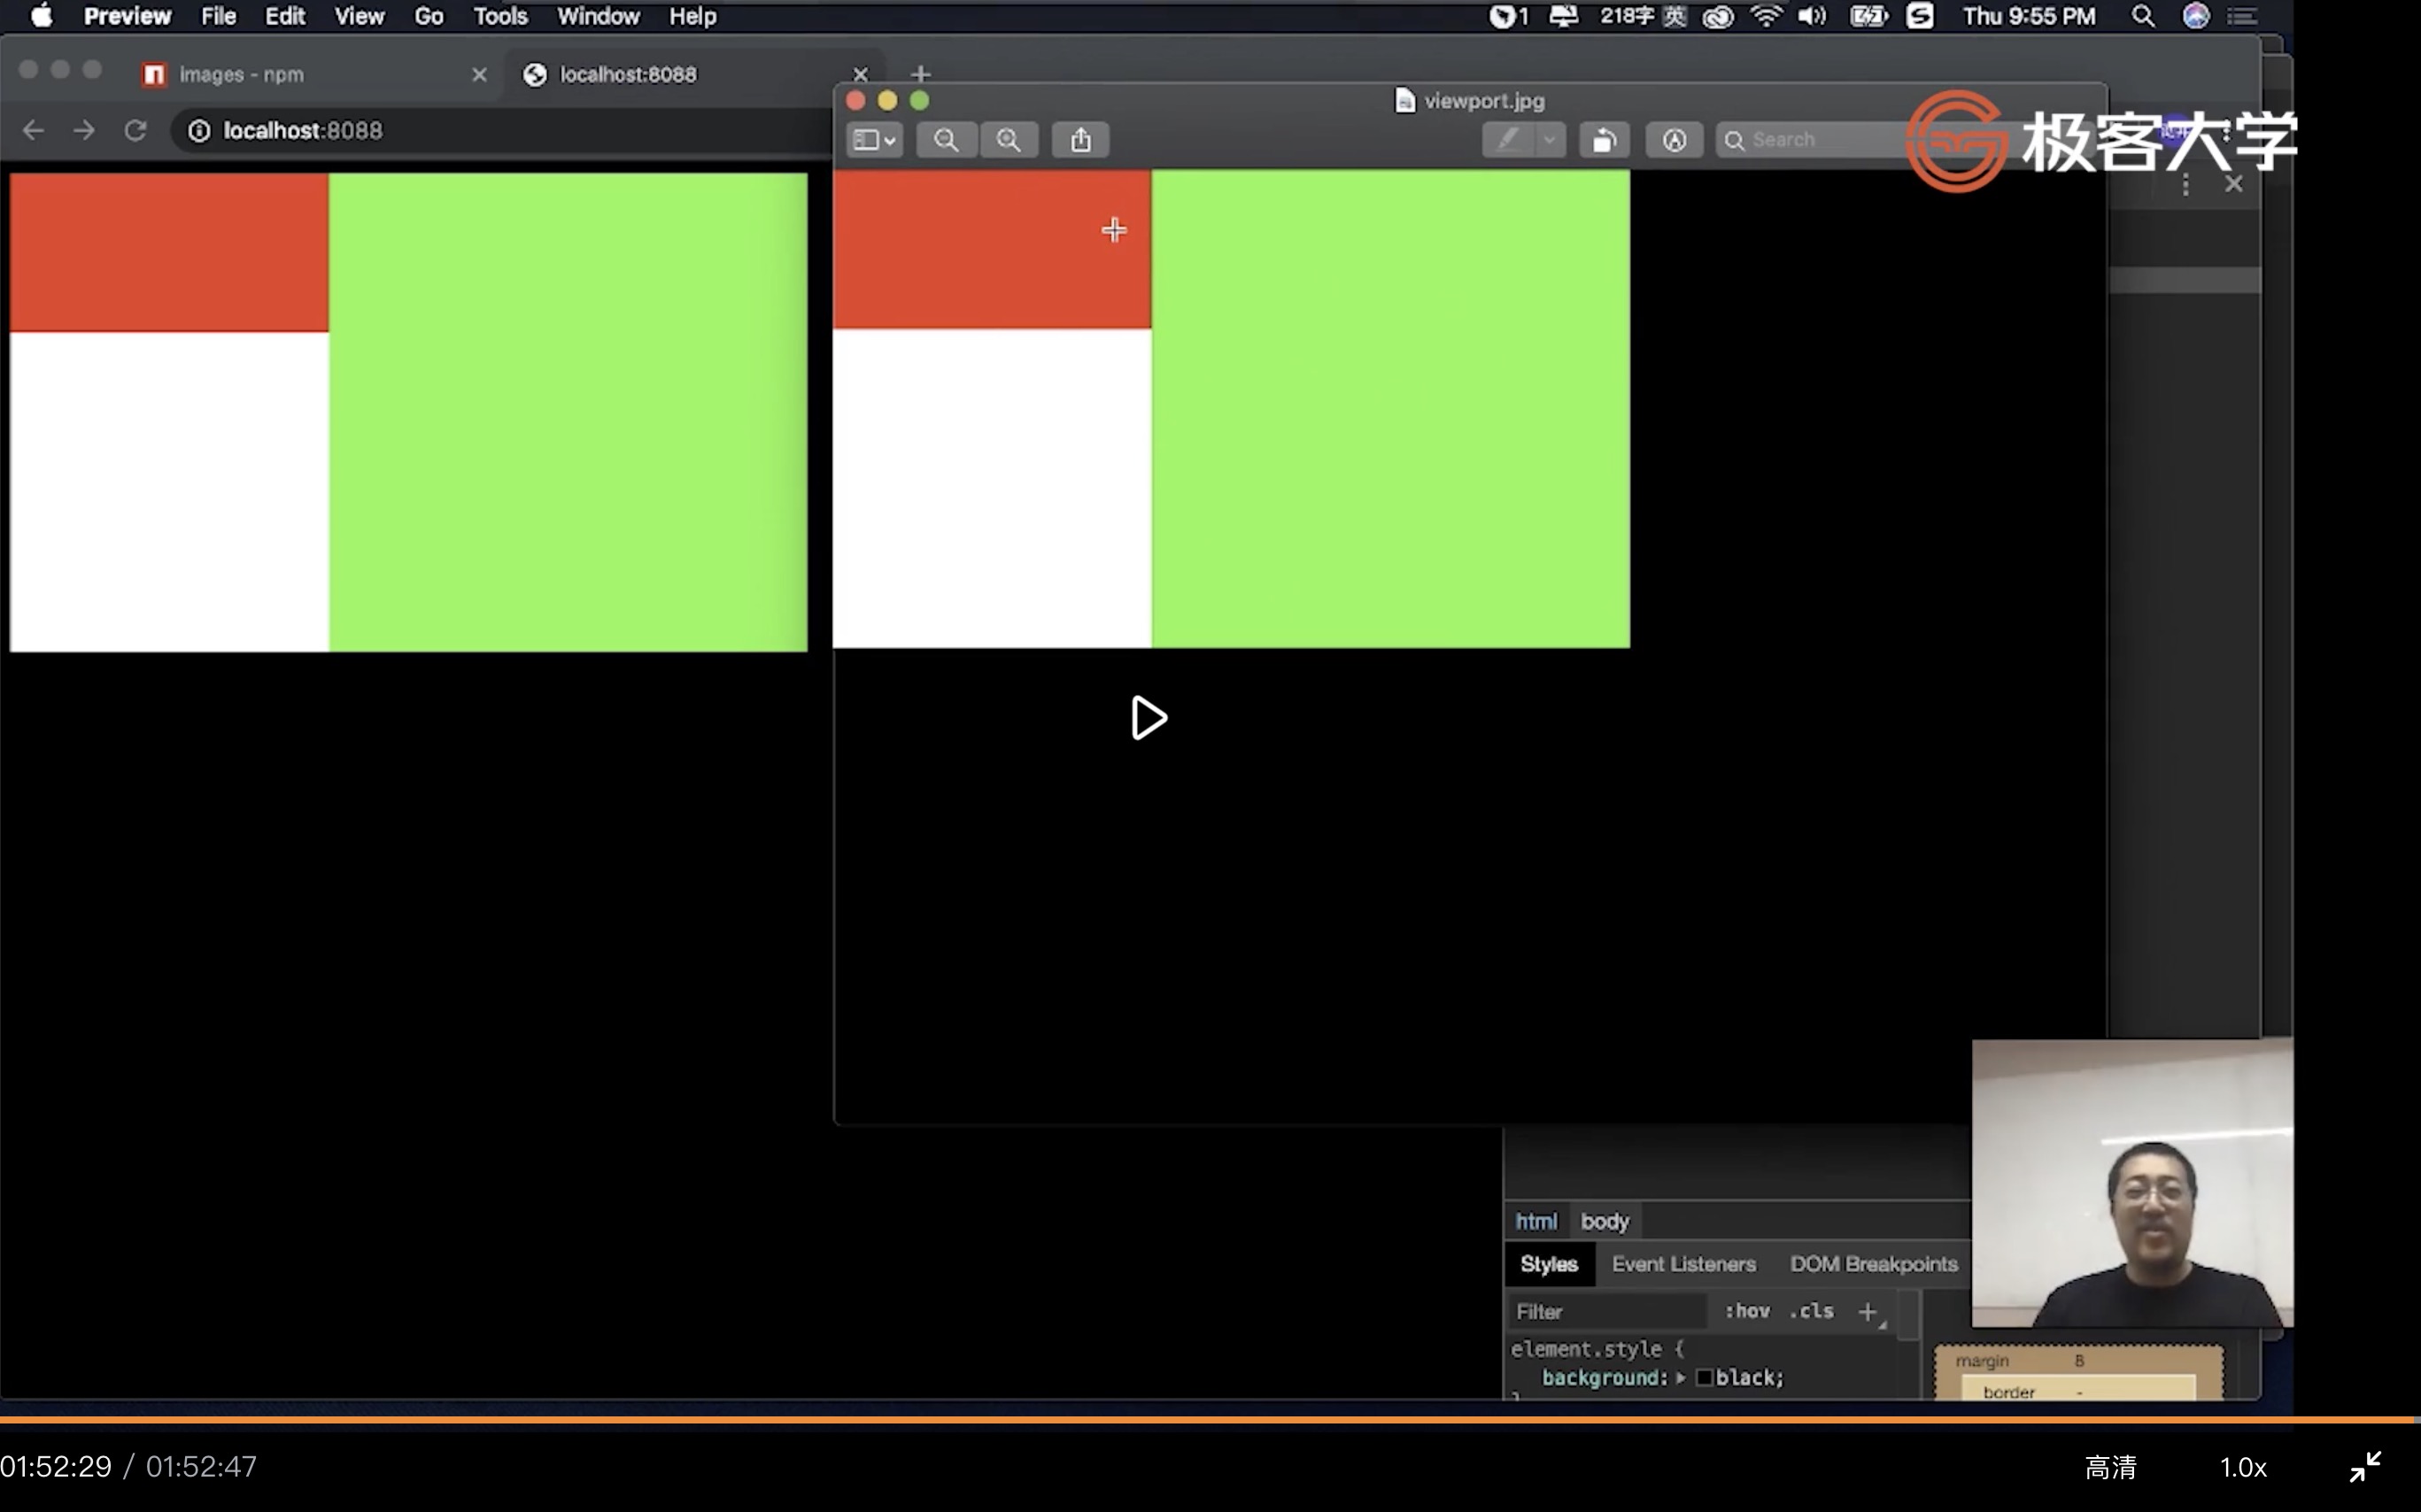 Preview File Edit View Go Tools Window Help 1 218字 英 Thu 9:55 PM
images - npm localhost:8088
viewport.jpg
localhost:8088
Search
极客大学
html body
Styles Event Listeners DOM Breakpoints
Filter :hov .cls +
element.style {
background: black;
}
margin 8
border -
01:52:29 / 01:52:47 高清 1.0x